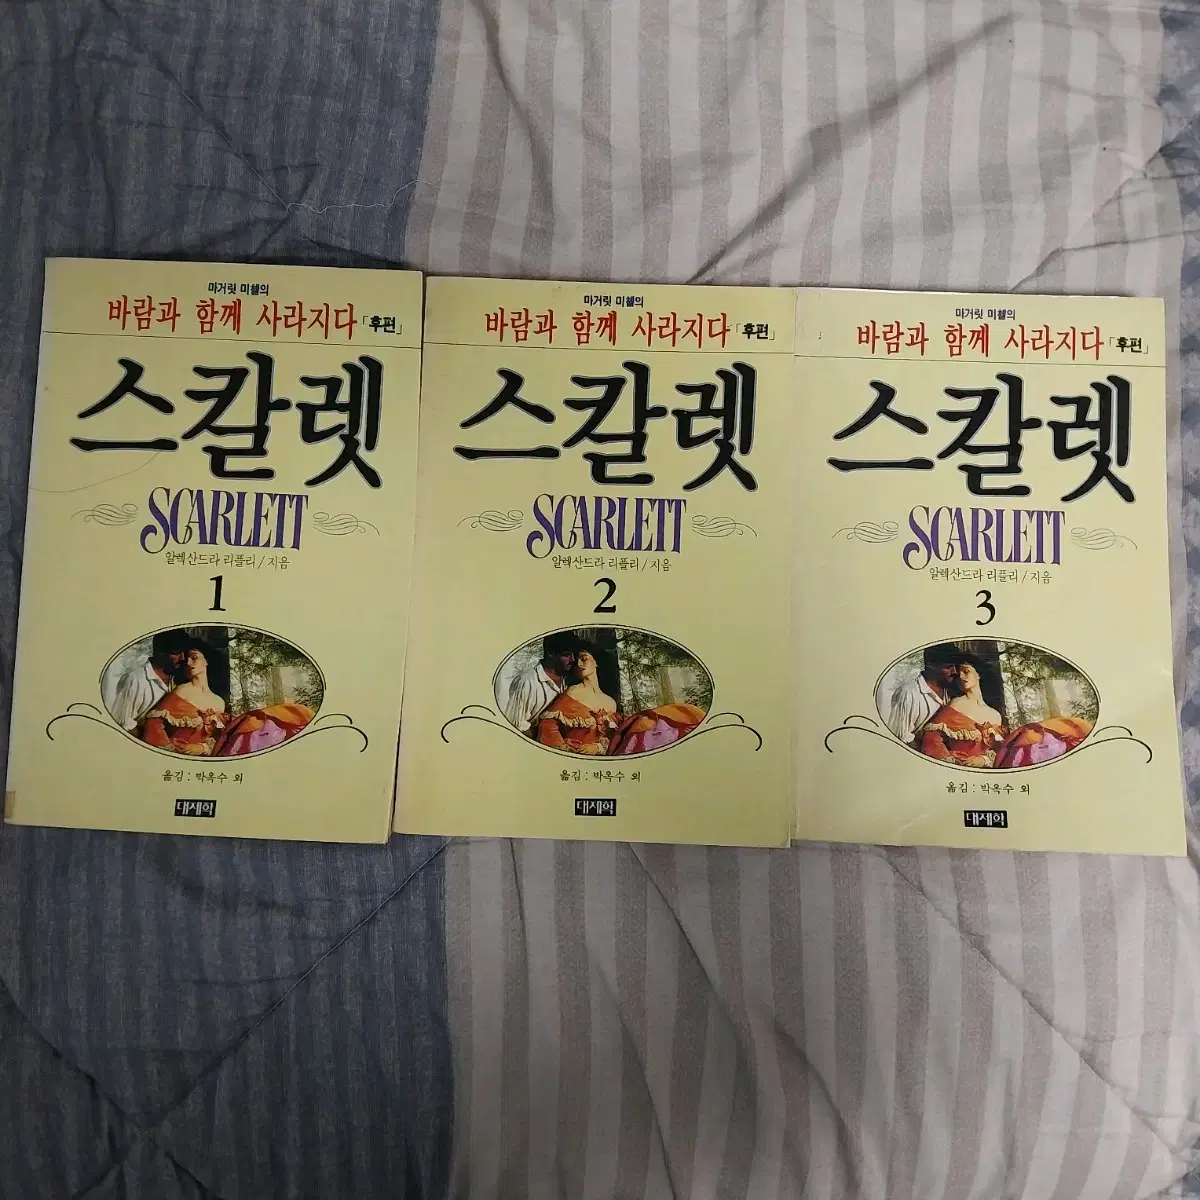 마거릿 미첼의
바람과 함께 사라지다 「후편」
스칼렛
SCARLETT
알렉산드라 리플리/지음
1
옮김 : 박옥수 외
대제학
마거릿 미첼의
바람과 함께 사라지다 「후편」
스칼렛
SCARLETT
알렉산드라 리플리/지음
2
옮김 : 박옥수 외
대제학
마거릿 미첼의
바람과 함께 사라지다 「후편」
스칼렛
SCARLETT
알렉산드라 리플리/지음
3
옮김 : 박옥수 외
대제학